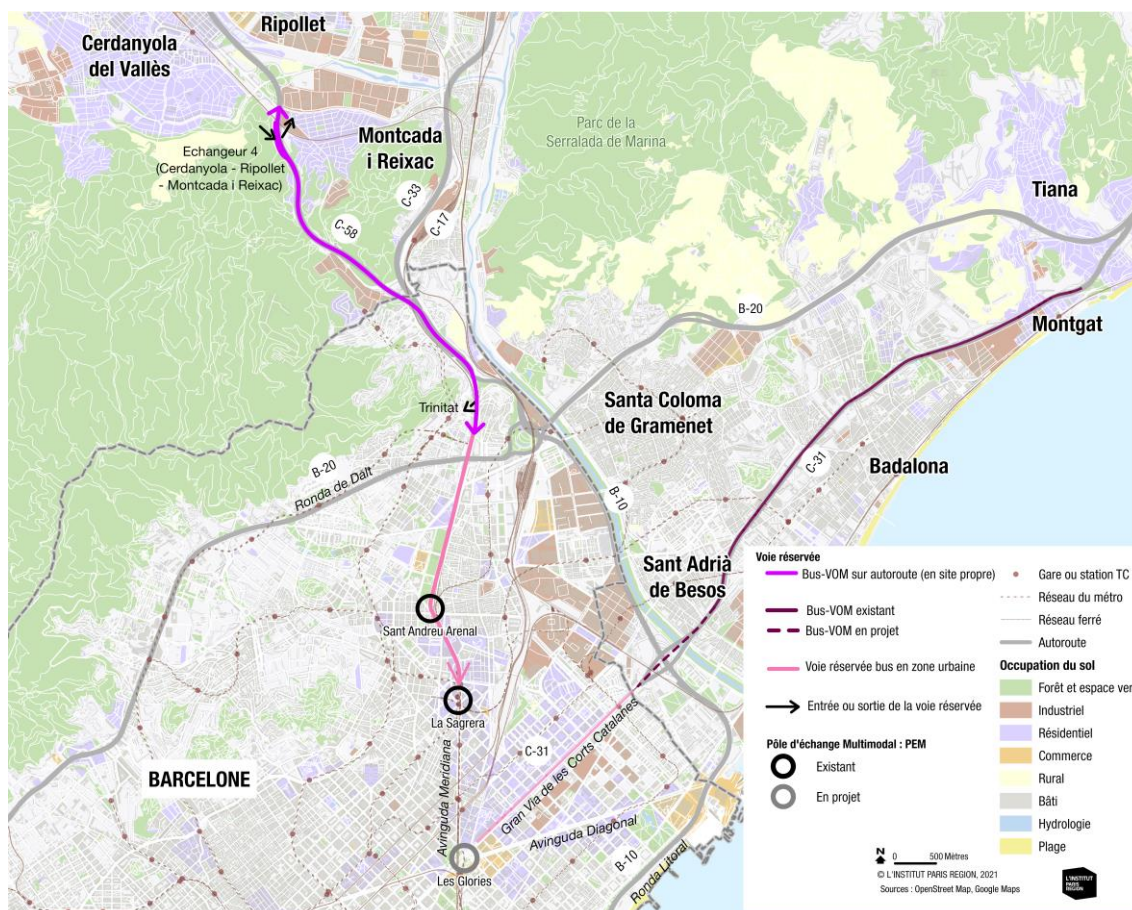 Ripollet
Cerdanyola
del Vallès
Montcada
i Reixac
Parc de la
Serralada de Marina
Tiana
Echangeur 4
(Cerdanyola - Ripollet
- Montcada i Reixac)
C-33
C-17
C-58
B-20
Montgat
Trinitat
Santa Coloma
de Gramenet
B-20
Ronda de Dalt
C-31
Badalona
B-10
Sant Adrià
de Besos
Sant Andreu Arenal
La Sagrera
C-31
Gran Via de les Corts Catalanes
BARCELONE
Avinguda Meridiana
Avinguda Diagonal
B-10
Ronda Litoral
Les Glories
Voie réservée
Bus-VOM sur autoroute (en site propre)
Bus-VOM existant
Bus-VOM en projet
Voie réservée bus en zone urbaine
Entrée ou sortie de la voie réservée
Pôle d'échange Multimodal : PEM
Existant
En projet
Gare ou station TC
Réseau du métro
Réseau ferré
Autoroute
Occupation du sol
Forêt et espace ver
Industriel
Résidentiel
Commerce
Rural
Bâti
Hydrologie
Plage
N
0 500 Mètres
© L'INSTITUT PARIS REGION, 2021
Sources : OpenStreet Map, Google Maps
L'INSTITUT
PARIS
REGION